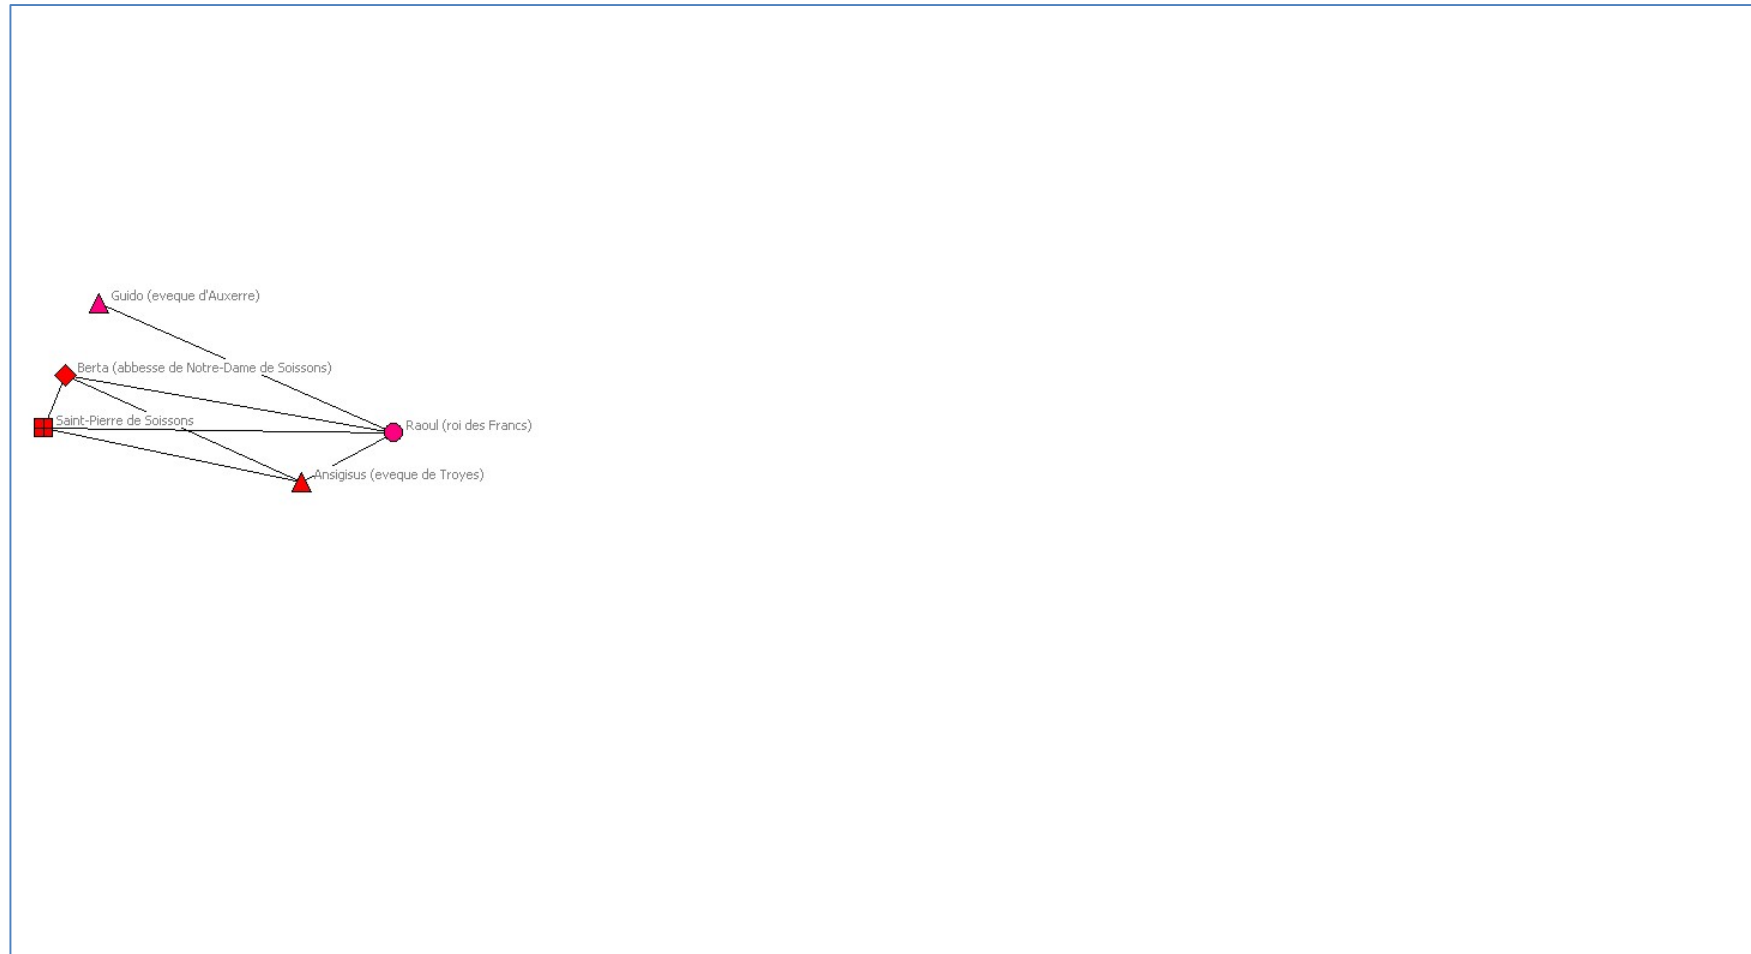 Guido (eveque d'Auxerre)
Berta (abbesse de Notre-Dame de Soissons)
Saint-Pierre de Soissons
Raoul (roi des Francs)
Ansigisus (eveque de Troyes)